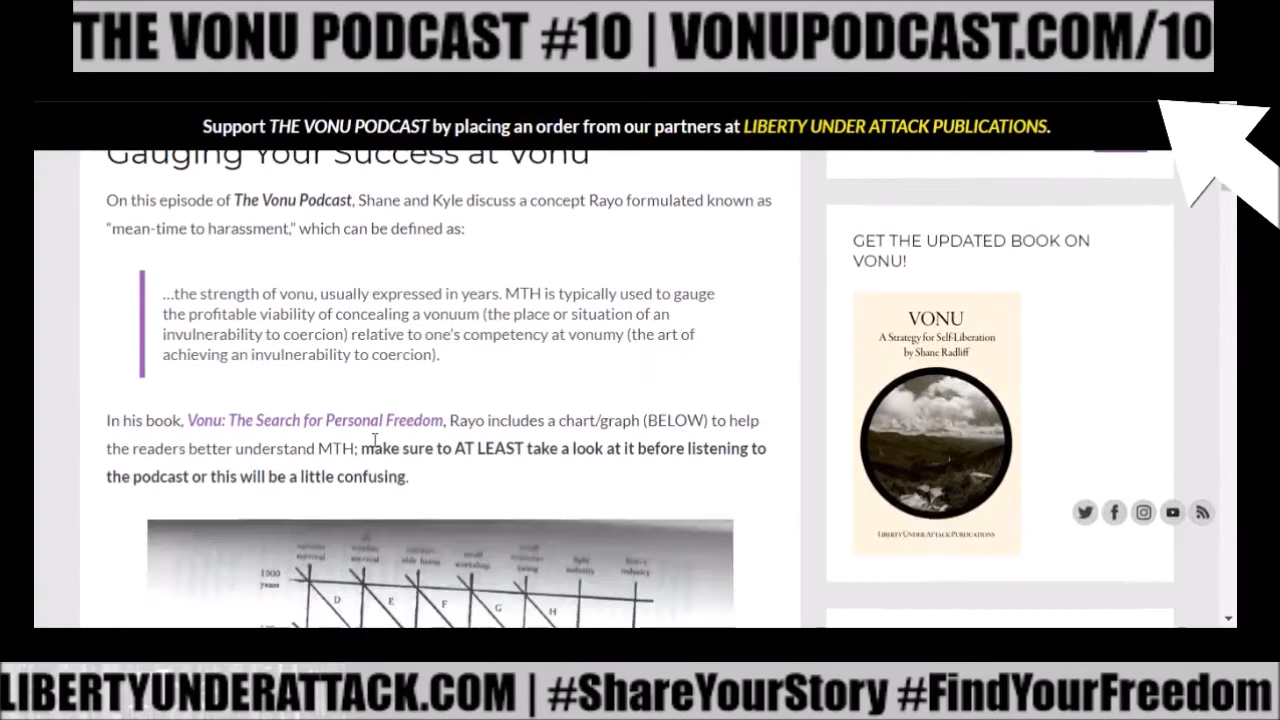 THE VONU PODCAST #10 | VONUPODCAST.COM/10
Support THE VONU PODCAST by placing an order from our partners at LIBERTY UNDER ATTACK PUBLICATIONS.
Gauging Your Success at Vonu
On this episode of The Vonu Podcast, Shane and Kyle discuss a concept Rayo formulated known as
“mean-time to harassment,” which can be defined as:
…the strength of vonu, usually expressed in years. MTH is typically used to gauge
the profitable viability of concealing a vonuum (the place or situation of an
invulnerability to coercion) relative to one's competency at vonumy (the art of
achieving an invulnerability to coercion).
In his book, Vonu: The Search for Personal Freedom, Rayo includes a chart/graph (BELOW) to help
the readers better understand MTH; make sure to AT LEAST take a look at it before listening to
the podcast or this will be a little confusing.
1000
years
D E F G H
GET THE UPDATED BOOK ON
VONU!
VONU
A Strategy for Self-Liberation
by Shane Radliff
LIBERTY UNDER ATTACK PUBLICATIONS
LIBERTYUNDERATTACK.COM | #ShareYourStory #FindYourFreedom